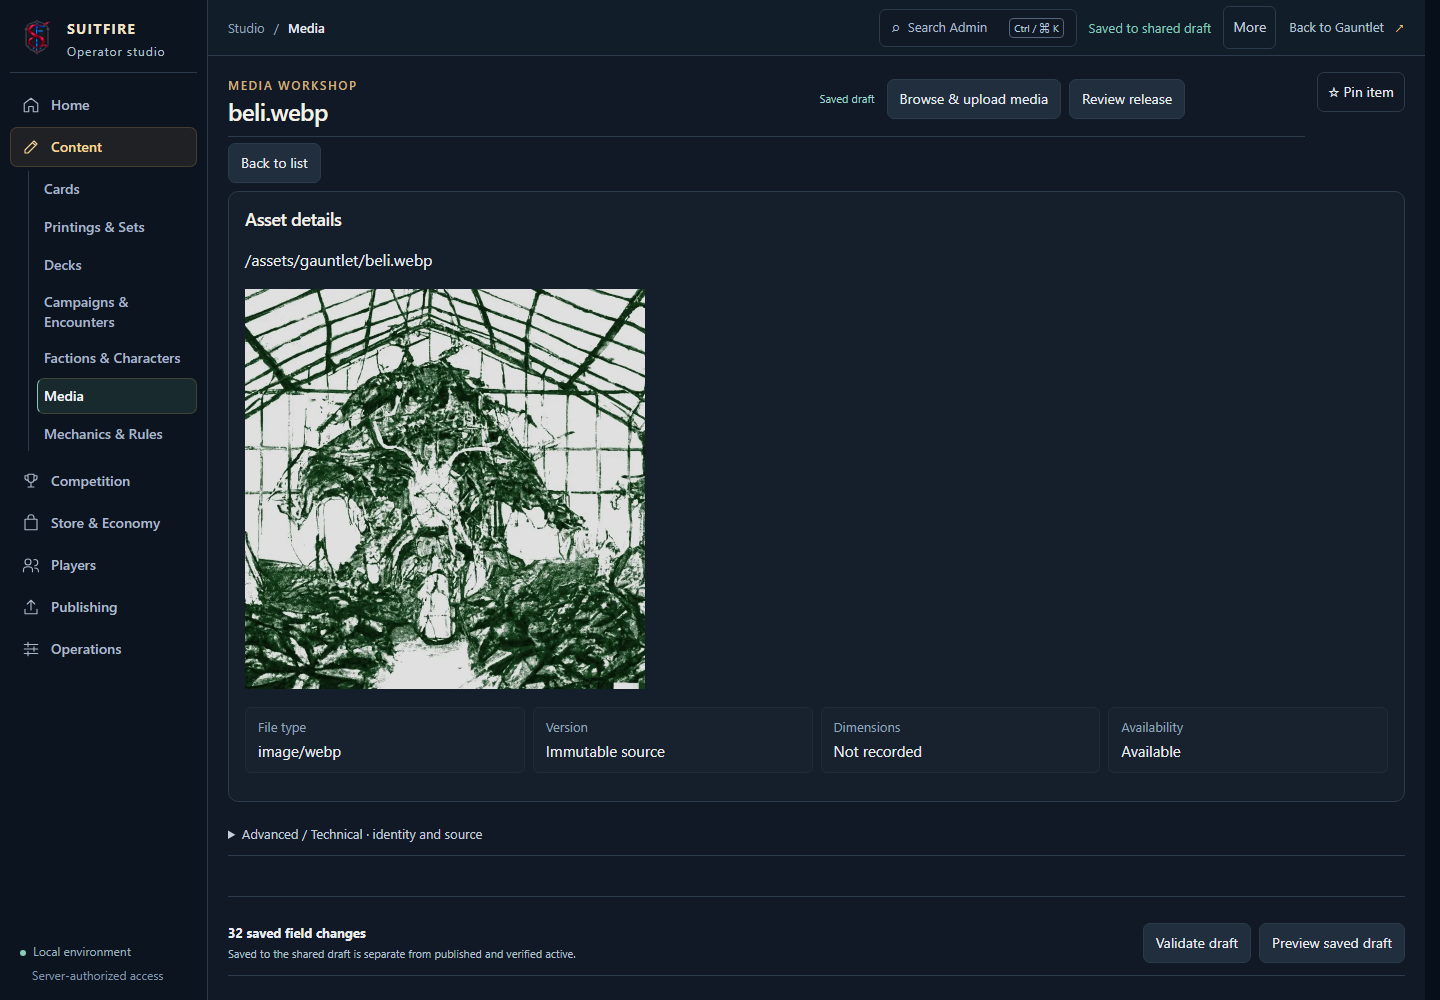 SUITFIRE
Operator studio
Home
Content
Cards
Printings & Sets
Decks
Campaigns &
Encounters
Factions & Characters
Media
Mechanics & Rules
Competition
Store & Economy
Players
Publishing
Operations
Local environment
Server-authorized access
Studio / Media
Search Admin Ctrl / ⌘ K
Saved to shared draft
More
Back to Gauntlet ↗
MEDIA WORKSHOP
beli.webp
Saved draft
Browse & upload media
Review release
☆ Pin item
Back to list
Asset details
/assets/gauntlet/beli.webp
File type
image/webp
Version
Immutable source
Dimensions
Not recorded
Availability
Available
▶ Advanced / Technical · identity and source
32 saved field changes
Saved to the shared draft is separate from published and verified active.
Validate draft
Preview saved draft